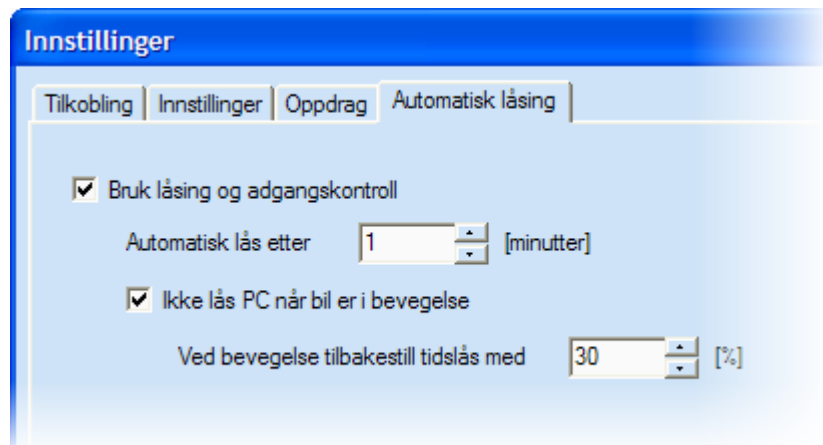 Innstillinger
Tilkobling Innstillinger Oppdrag Automatisk låsing
Bruk låsing og adgangskontroll
Automatisk lås etter 1 [minutter]
Ikke lås PC når bil er i bevegelse
Ved bevegelse tilbakestill tidslås med 30 [%]